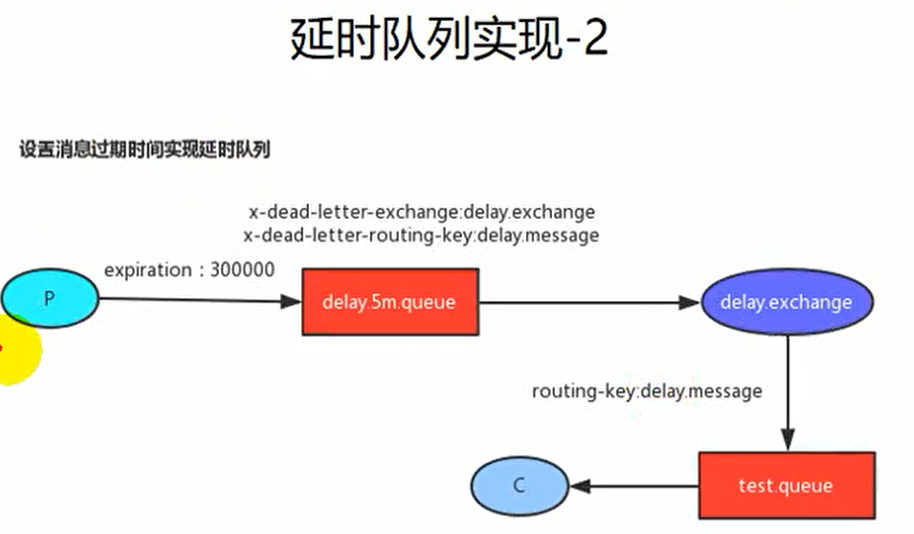 延时队列实现-2
设置消息过期时间实现延时队列
x-dead-letter-exchange:delay.exchange
x-dead-letter-routing-key:delay.message
expiration：300000
P
delay.5m.queue
delay.exchange
routing-key:delay.message
C
test.queue